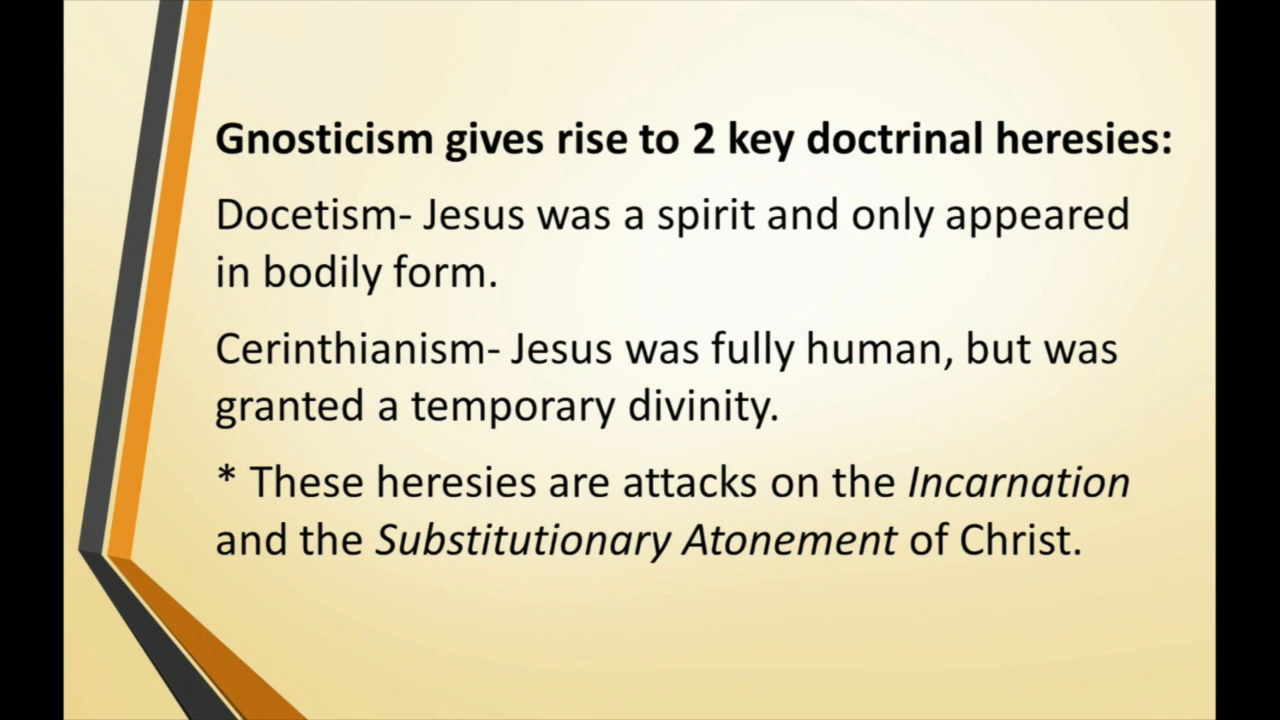 Gnosticism gives rise to 2 key doctrinal heresies:
Docetism- Jesus was a spirit and only appeared
in bodily form.
Cerinthianism- Jesus was fully human, but was
granted a temporary divinity.
* These heresies are attacks on the Incarnation
and the Substitutionary Atonement of Christ.